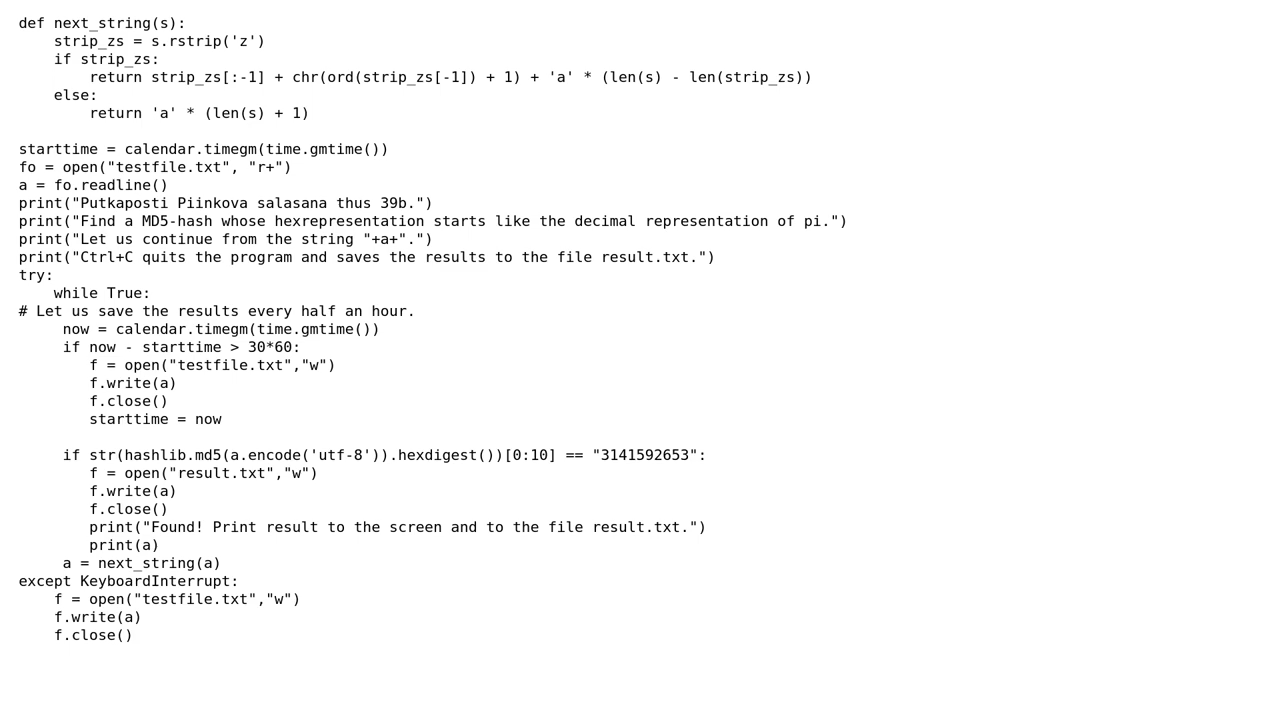 def next_string(s):
    strip_zs = s.rstrip('z')
    if strip_zs:
        return strip_zs[:-1] + chr(ord(strip_zs[-1]) + 1) + 'a' * (len(s) - len(strip_zs))
    else:
        return 'a' * (len(s) + 1)

starttime = calendar.timegm(time.gmtime())
fo = open("testfile.txt", "r+")
a = fo.readline()
print("Putkaposti Piinkova salasana thus 39b.")
print("Find a MD5-hash whose hexrepresentation starts like the decimal representation of pi.")
print("Let us continue from the string "+a+".")
print("Ctrl+C quits the program and saves the results to the file result.txt.")
try:
    while True:
# Let us save the results every half an hour.
     now = calendar.timegm(time.gmtime())
     if now - starttime > 30*60:
        f = open("testfile.txt","w")
        f.write(a)
        f.close()
        starttime = now

     if str(hashlib.md5(a.encode('utf-8')).hexdigest())[0:10] == "3141592653":
        f = open("result.txt","w")
        f.write(a)
        f.close()
        print("Found! Print result to the screen and to the file result.txt.")
        print(a)
     a = next_string(a)
except KeyboardInterrupt:
    f = open("testfile.txt","w")
    f.write(a)
    f.close()